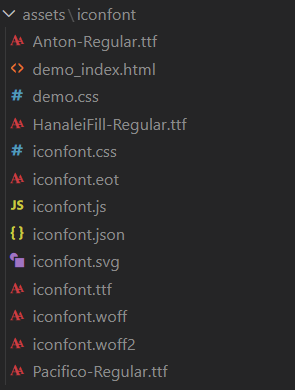 assets\iconfont
Anton-Regular.ttf
demo_index.html
demo.css
HanaleiFill-Regular.ttf
iconfont.css
iconfont.eot
JS iconfont.js
{ } iconfont.json
iconfont.svg
iconfont.ttf
iconfont.woff
iconfont.woff2
Pacifico-Regular.ttf